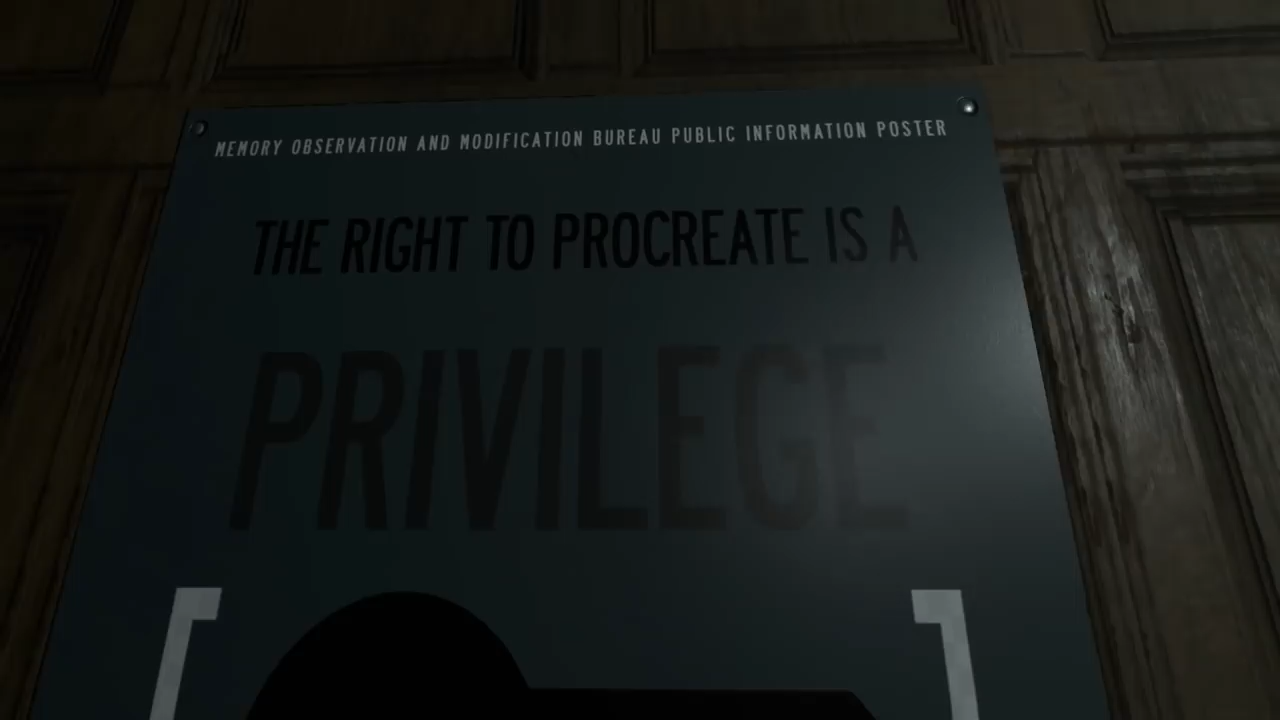 MEMORY OBSERVATION AND MODIFICATION BUREAU PUBLIC INFORMATION POSTER
THE RIGHT TO PROCREATE IS A
PRIVILEGE